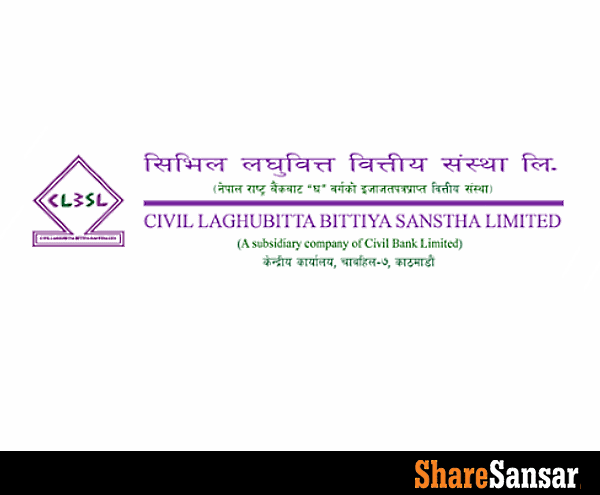 CLBSL
सिभिल लघुवित्त वित्तीय संस्था लि.
(नेपाल राष्ट्र बैंकबाट “घ” वर्गको इजाजतपत्रप्राप्त वित्तीय संस्था)
CIVIL LAGHUBITTA BITTIYA SANSTHA LIMITED
(A subsidiary company of Civil Bank Limited)
केन्द्रीय कार्यालय, चाबहिल-७, काठमाडौं
ShareSansar